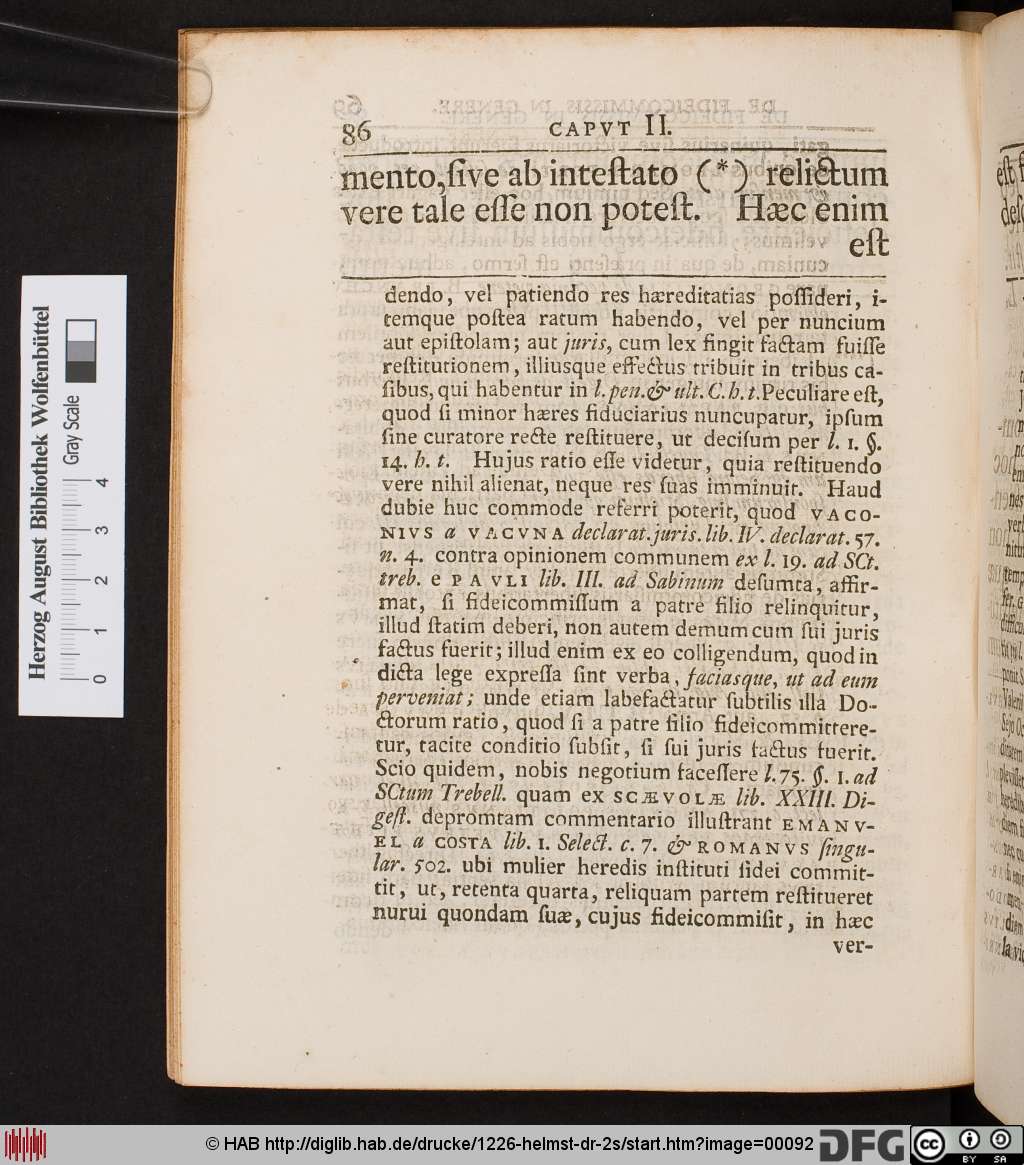 86 CAPVT II.
mento, ſive ab inteſtato (*) relictum
vere tale eſſe non poteſt. Hæc enim
eſt
dendo, vel patiendo res hæreditatias poſſideri, i-
temque poſtea ratum habendo, vel per nuncium
aut epiſtolam; aut juris, cum lex fingit factam fuiſſe
reſtitutionem, illiusque effectus tribuit in tribus ca-
ſibus, qui habentur in l. pen. & ult. C. h. t. Peculiare eſt,
quod ſi minor hæres fiduciarius nuncupatur, ipſum
ſine curatore recte reſtituere, ut deciſum per l. 1. §.
14. h. t. Hujus ratio eſſe videtur, quia reſtituendo
vere nihil alienat, neque res ſuas imminuit. Haud
dubie huc commode referri poterit, quod VACO-
NIVS a VACVNA declarat. juris. lib. IV. declarat. 57.
n. 4. contra opinionem communem ex l. 19. ad SCt.
treb. e PAVLI lib. III. ad Sabinum deſumta, affir-
mat, ſi fideicommiſſum a patre filio relinquitur,
illud ſtatim deberi, non autem demum cum ſui juris
factus fuerit; illud enim ex eo colligendum, quod in
dicta lege expreſſa ſint verba, faciasque, ut ad eum
perveniat; unde etiam labefactatur ſubtilis illa Do-
ctorum ratio, quod ſi a patre filio fideicommittere-
tur, tacite conditio ſubſit, ſi ſui juris factus fuerit.
Scio quidem, nobis negotium faceſſere l. 75. §. 1. ad
SCtum Trebell. quam ex SCÆVOLÆ lib. XXIII. Di-
geſt. depromtam commentario illuſtrant EMANV-
EL a COSTA lib. 1. Select. c. 7. & ROMANVS ſingu-
lar. 502. ubi mulier heredis inſtituti fidei commit-
tit, ut, retenta quarta, reliquam partem reſtitueret
nurui quondam ſuæ, cujus fideicommiſit, in hæc
ver-
Herzog August Bibliothek Wolfenbüttel
Gray Scale
0 1 2 3 4
© HAB http://diglib.hab.de/drucke/1226-helmst-dr-2s/start.htm?image=00092 DFG cc BY SA